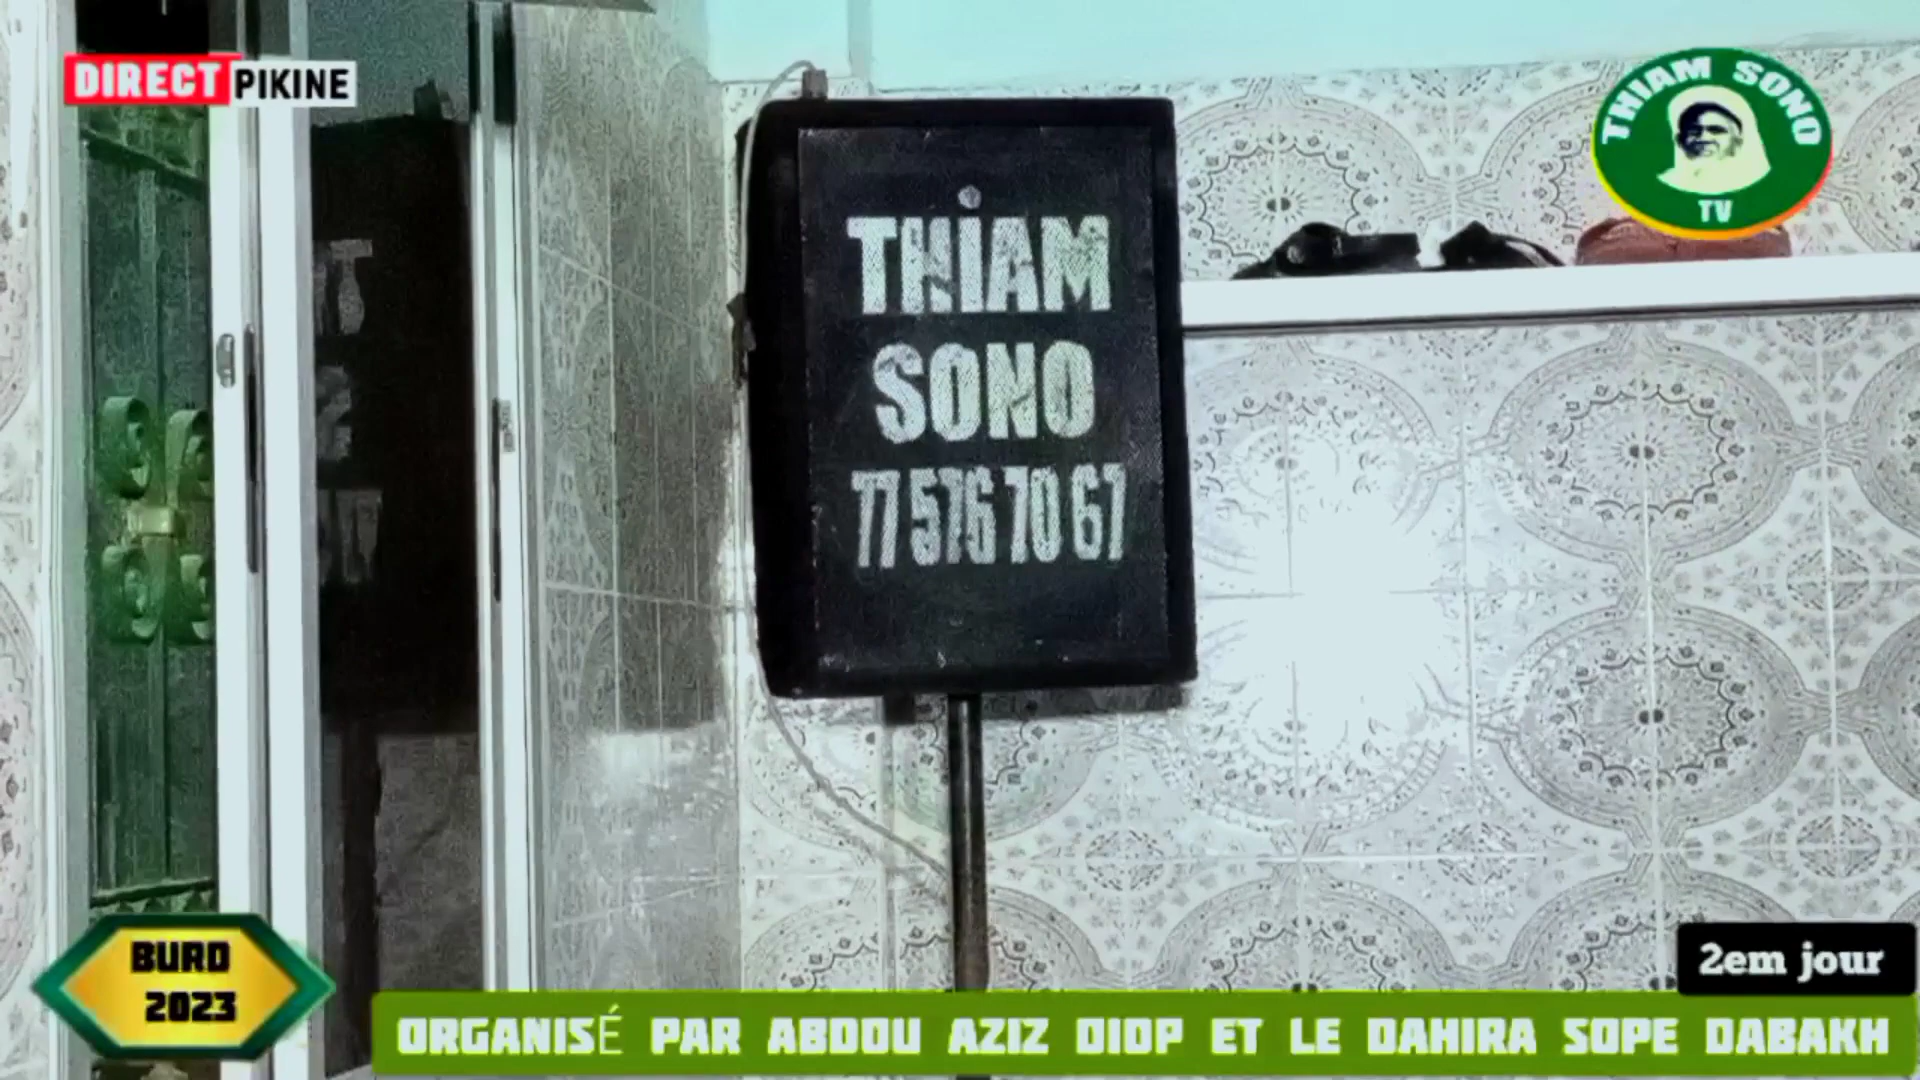 DIRECT PIKINE
THIAM SONO
TV
THiAM
SONO
77 576 70 67
BURD
2023
2em jour
ORGANISÉ PAR ABDOU AZIZ DIOP ET LE DAHIRA SOPE DABAKH